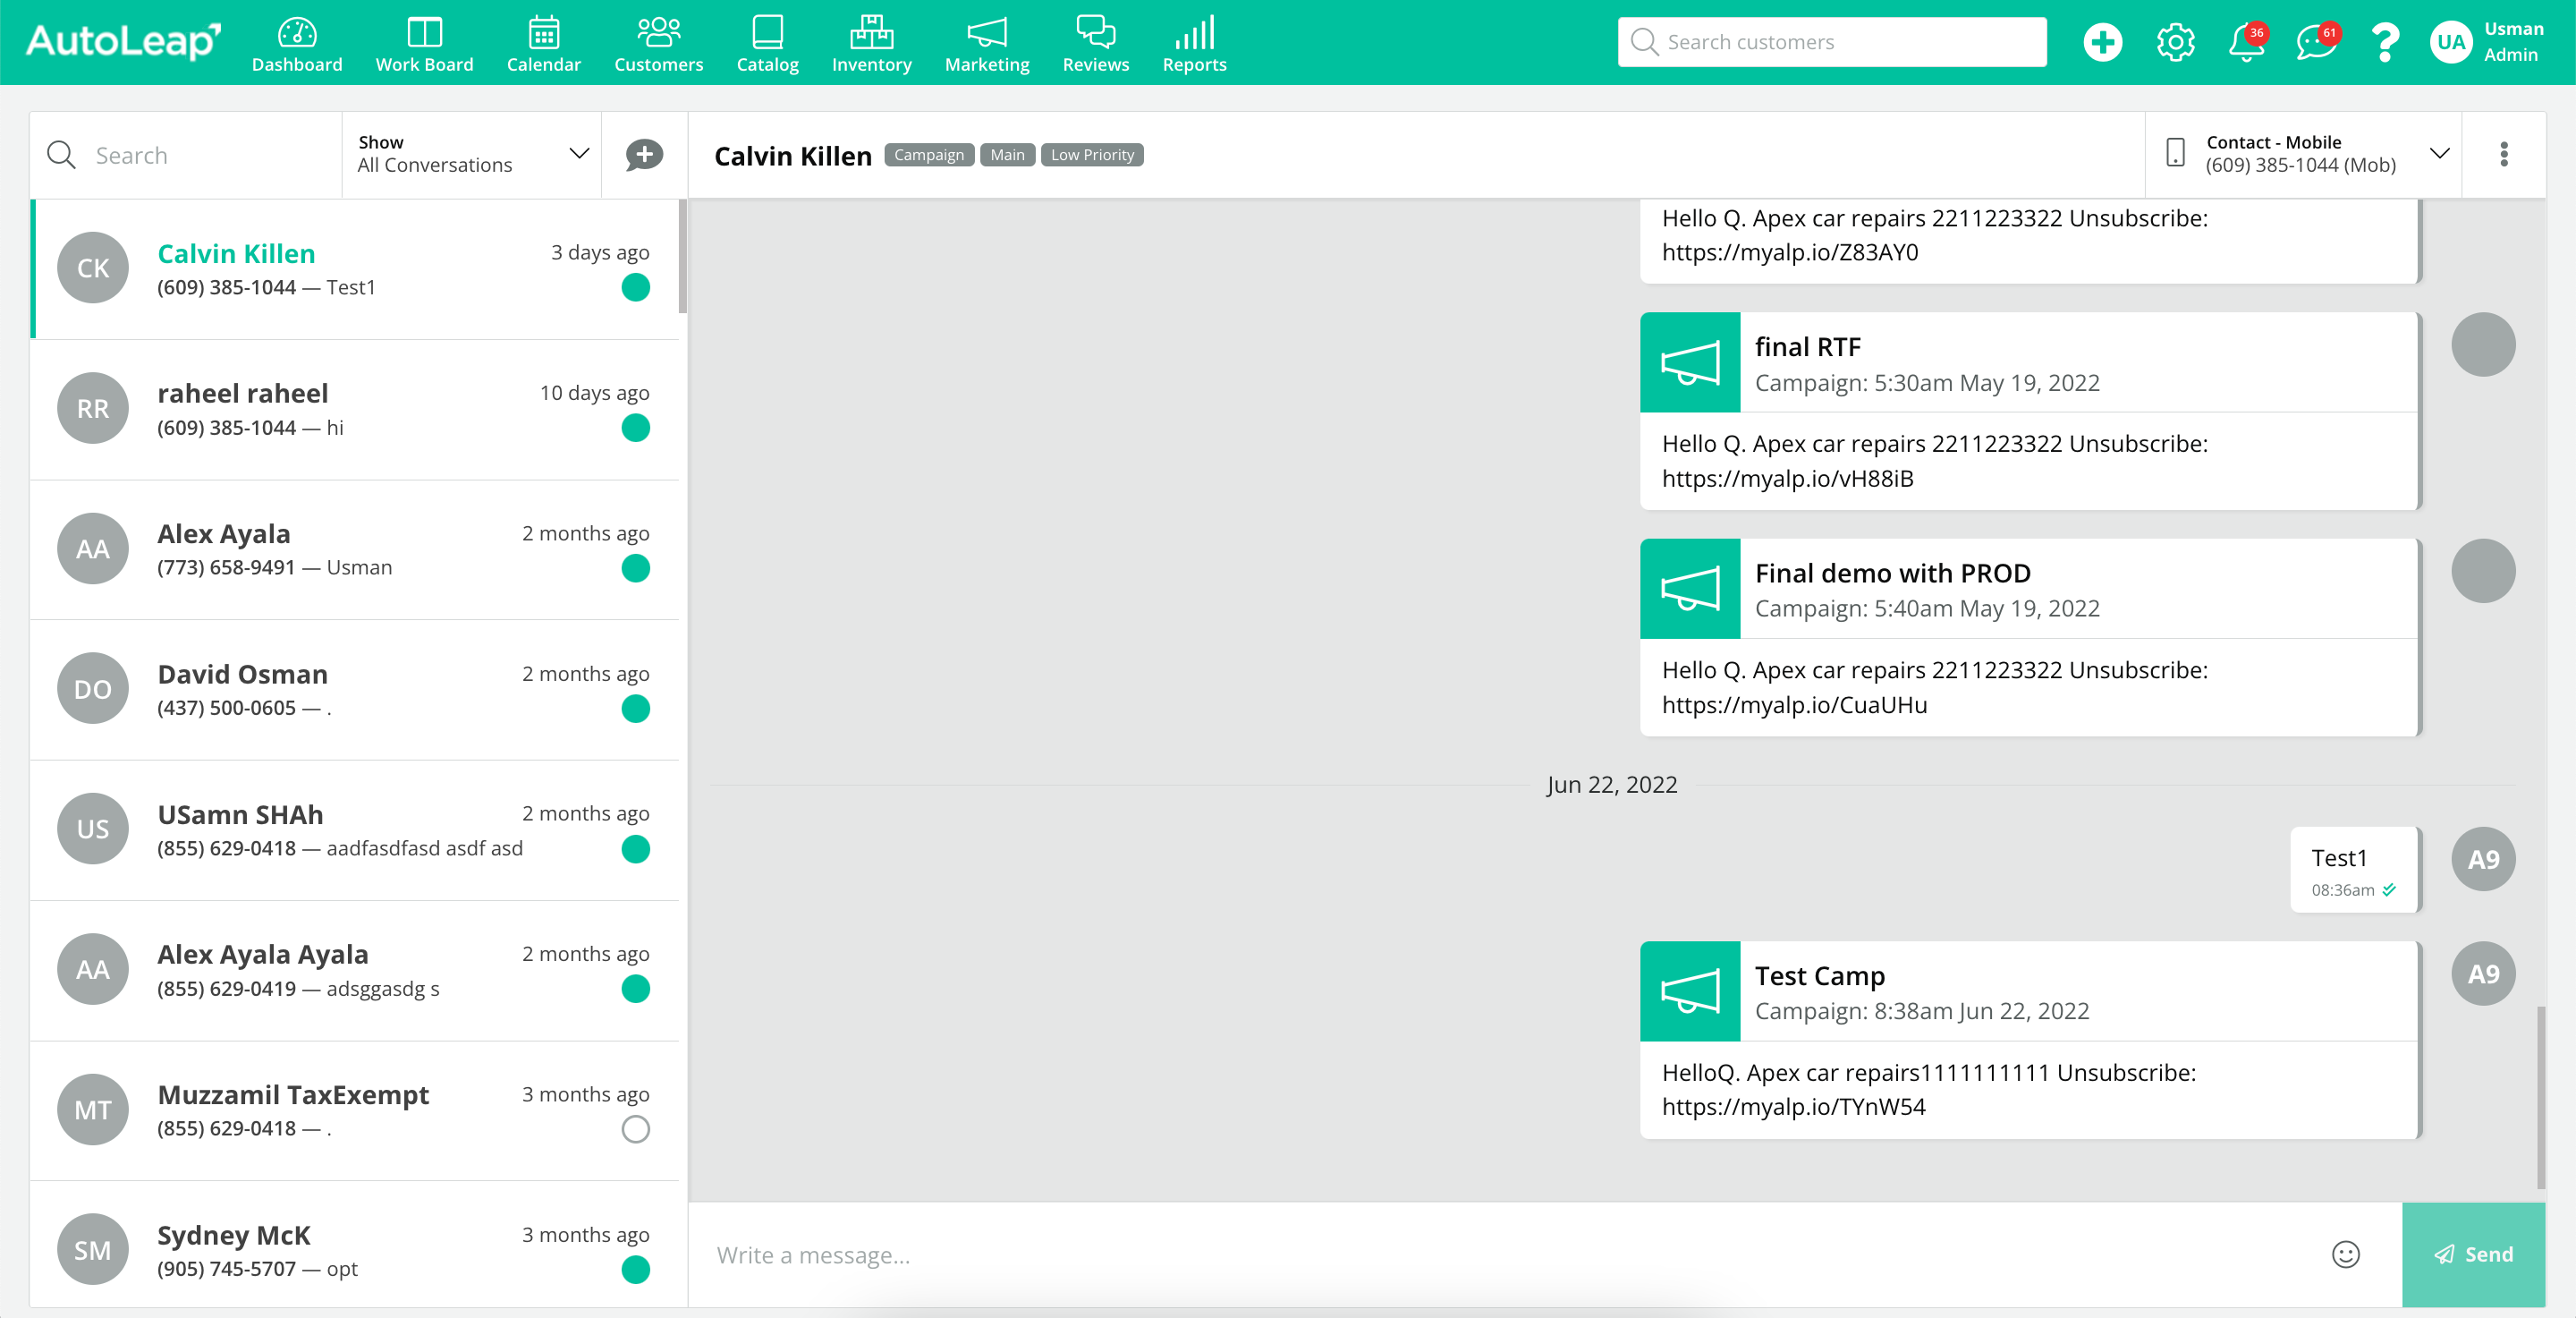 AutoLeap
Dashboard
Work Board
Calendar
Customers
Catalog
Inventory
Marketing
Reviews
Reports
Search customers
36
61
UA
Usman
Admin
Search
Show
All Conversations
CK
Calvin Killen
3 days ago
(609) 385-1044 — Test1
RR
raheel raheel
10 days ago
(609) 385-1044 — hi
AA
Alex Ayala
2 months ago
(773) 658-9491 — Usman
DO
David Osman
2 months ago
(437) 500-0605 — .
US
USamn SHAh
2 months ago
(855) 629-0418 — aadfasdfasd asdf asd
AA
Alex Ayala Ayala
2 months ago
(855) 629-0419 — adsggasdg s
MT
Muzzamil TaxExempt
3 months ago
(855) 629-0418 — .
SM
Sydney McK
3 months ago
(905) 745-5707 — opt
Calvin Killen
Campaign
Main
Low Priority
Contact - Mobile
(609) 385-1044 (Mob)
Hello Q. Apex car repairs 2211223322 Unsubscribe:
https://myalp.io/Z83AY0
final RTF
Campaign: 5:30am May 19, 2022
Hello Q. Apex car repairs 2211223322 Unsubscribe:
https://myalp.io/vH88iB
Final demo with PROD
Campaign: 5:40am May 19, 2022
Hello Q. Apex car repairs 2211223322 Unsubscribe:
https://myalp.io/CuaUHu
Jun 22, 2022
Test1
08:36am
A9
Test Camp
Campaign: 8:38am Jun 22, 2022
A9
HelloQ. Apex car repairs1111111111 Unsubscribe:
https://myalp.io/TYnW54
Write a message...
Send